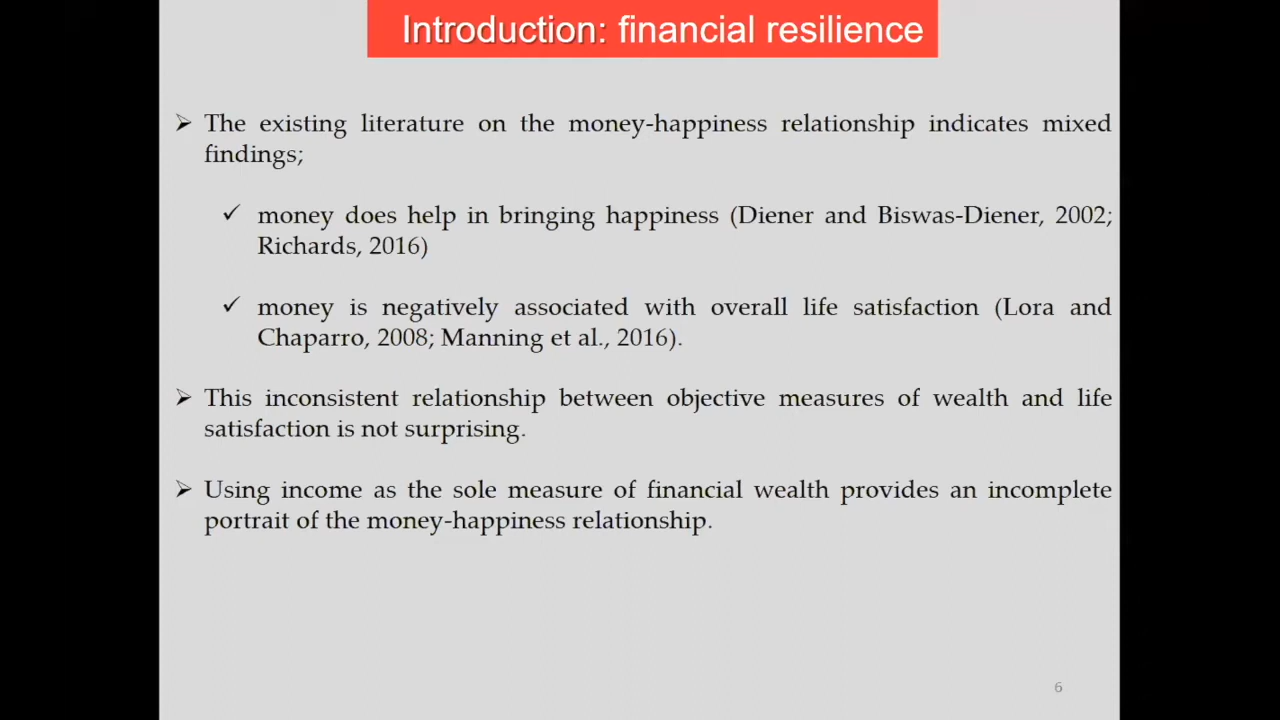 Introduction: financial resilience
➢ The existing literature on the money-happiness relationship indicates mixed
findings;
✓ money does help in bringing happiness (Diener and Biswas-Diener, 2002;
Richards, 2016)
✓ money is negatively associated with overall life satisfaction (Lora and
Chaparro, 2008; Manning et al., 2016).
➢ This inconsistent relationship between objective measures of wealth and life
satisfaction is not surprising.
➢ Using income as the sole measure of financial wealth provides an incomplete
portrait of the money-happiness relationship.
6